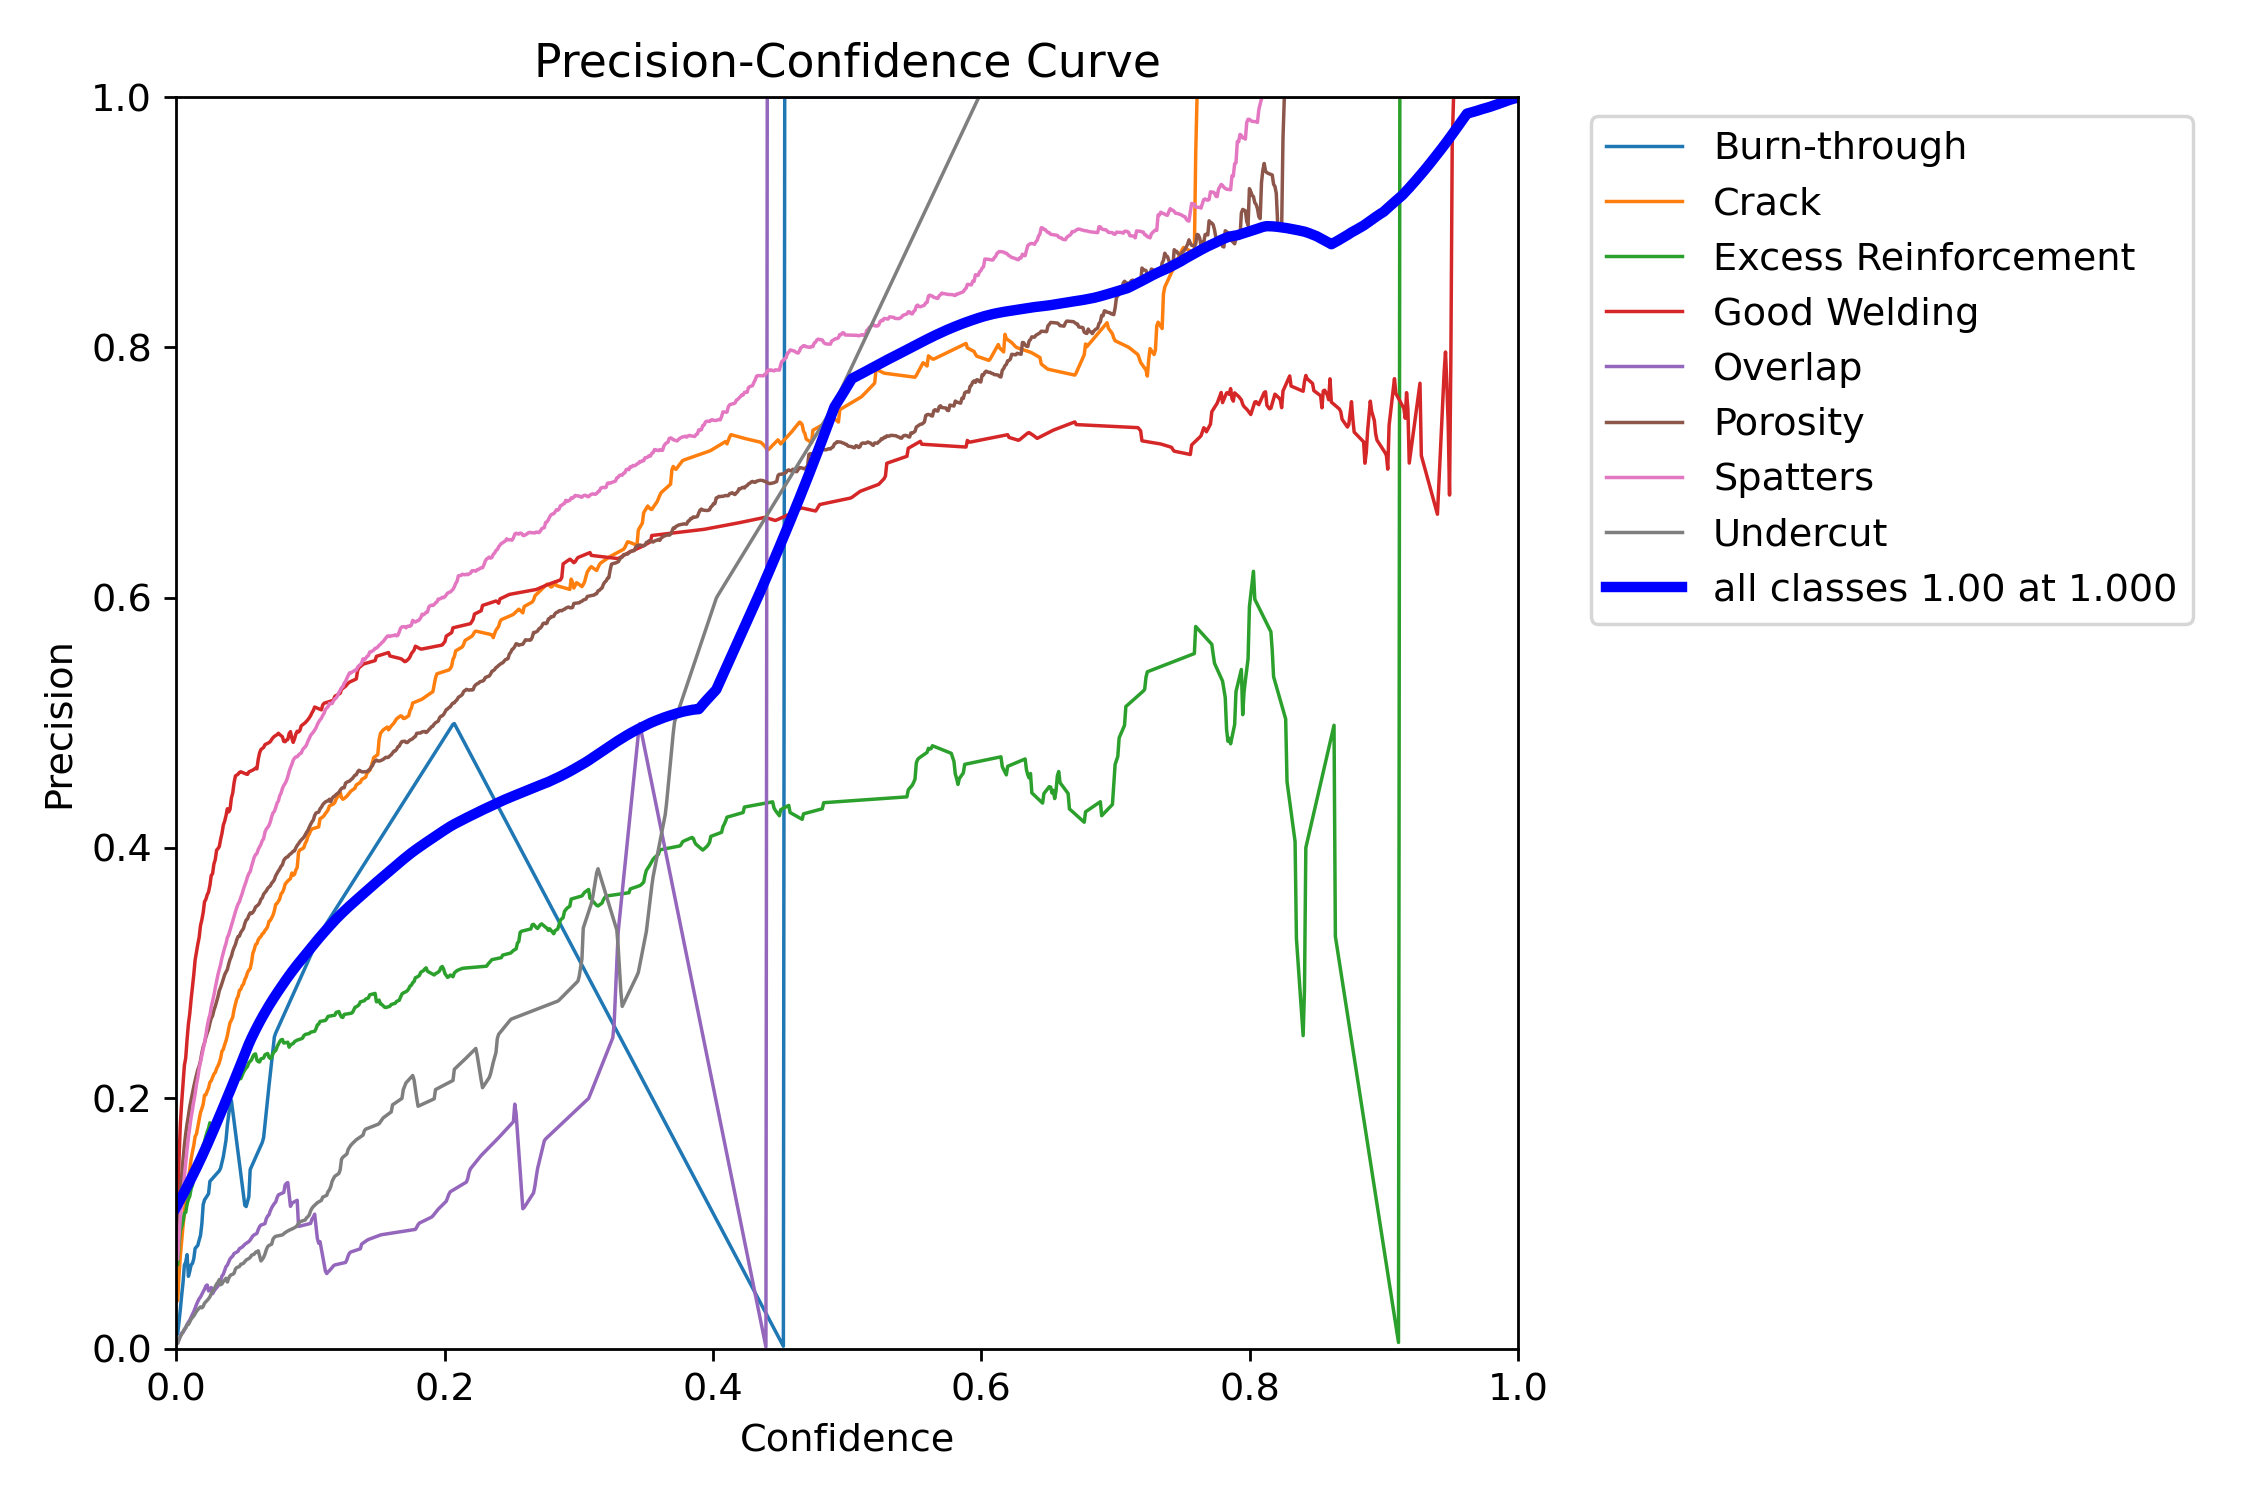 Precision-Confidence Curve
1.0
0.8
0.6
0.4
0.2
0.0
Precision
0.0 0.2 0.4 0.6 0.8 1.0
Confidence
Burn-through
Crack
Excess Reinforcement
Good Welding
Overlap
Porosity
Spatters
Undercut
all classes 1.00 at 1.000